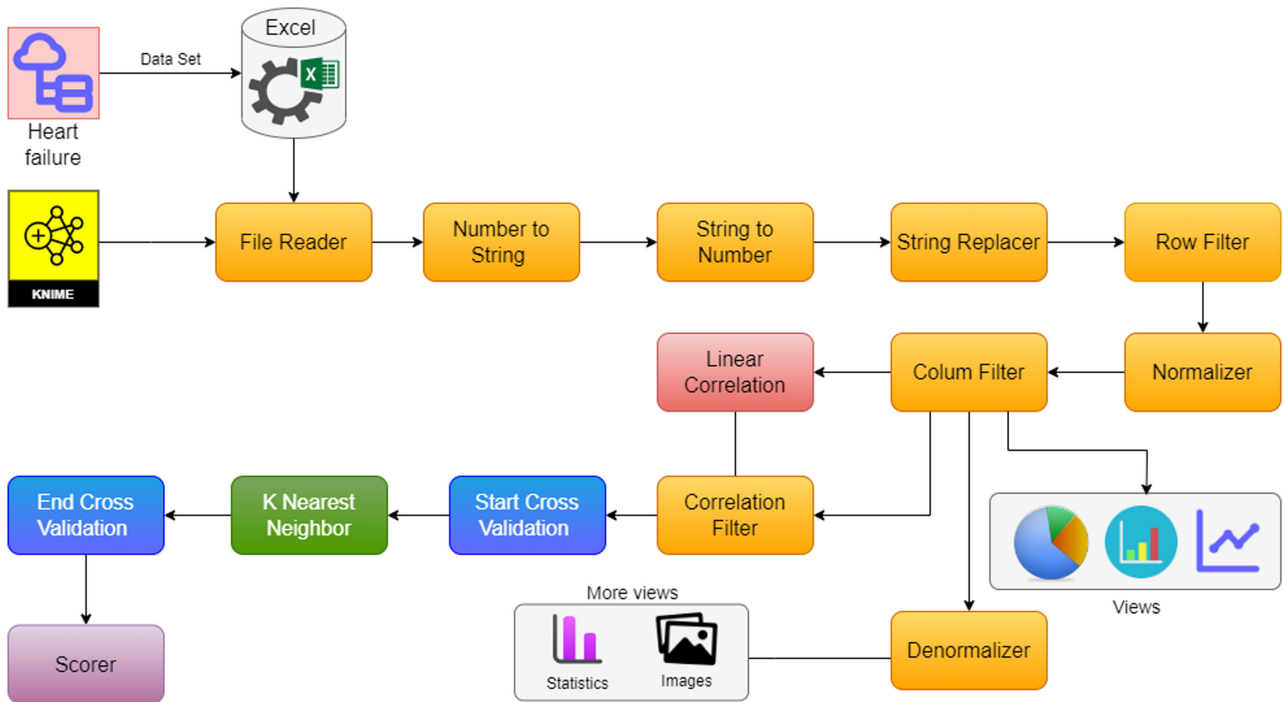 Excel
Data Set
X
Heart
failure
KNIME
File Reader
Number to
String
String to
Number
String Replacer
Row Filter
Linear
Correlation
Colum Filter
Normalizer
End Cross
Validation
K Nearest
Neighbor
Start Cross
Validation
Correlation
Filter
Views
More views
Statistics
Images
Denormalizer
Scorer